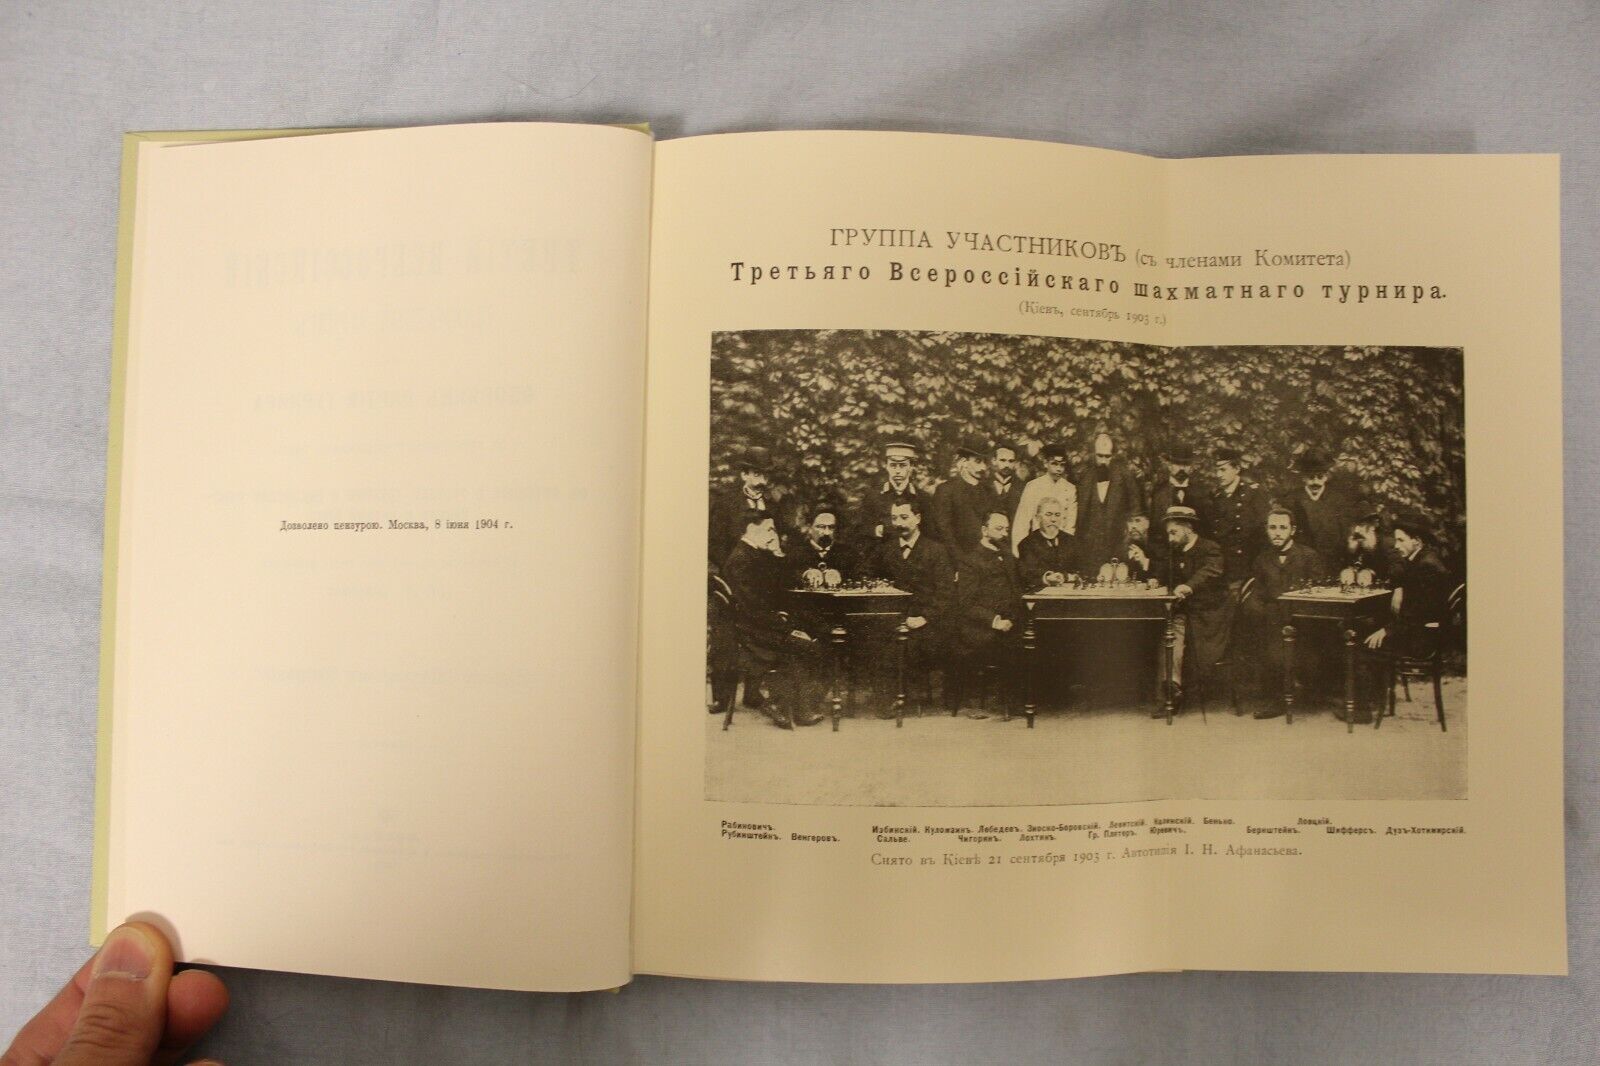 Дозволено цензурою. Москва, 8 іюня 1904 г.
ГРУППА УЧАСТНИКОВЪ (съ членами Комитета)
Третьяго Всероссійскаго шахматнаго турнира.
(Кіевъ, сентябрь 1903 г.)
Рабиновичъ. Избинскій. Куломзинъ. Лебедевъ. Зноско-Боровскій. Левитскій. Калинскій. Бенько. Ловцкій.
Рубинштейнъ. Венгеровъ. Сальве. Чигоринъ. Лохтинъ. Гр. Плятеръ. Юревичъ. Бернштейнъ. Шифферсъ. Дузъ-Хотимирскій.
Снято въ Кіевѣ 21 сентября 1903 г. Автотипія І. Н. Афанасьева.